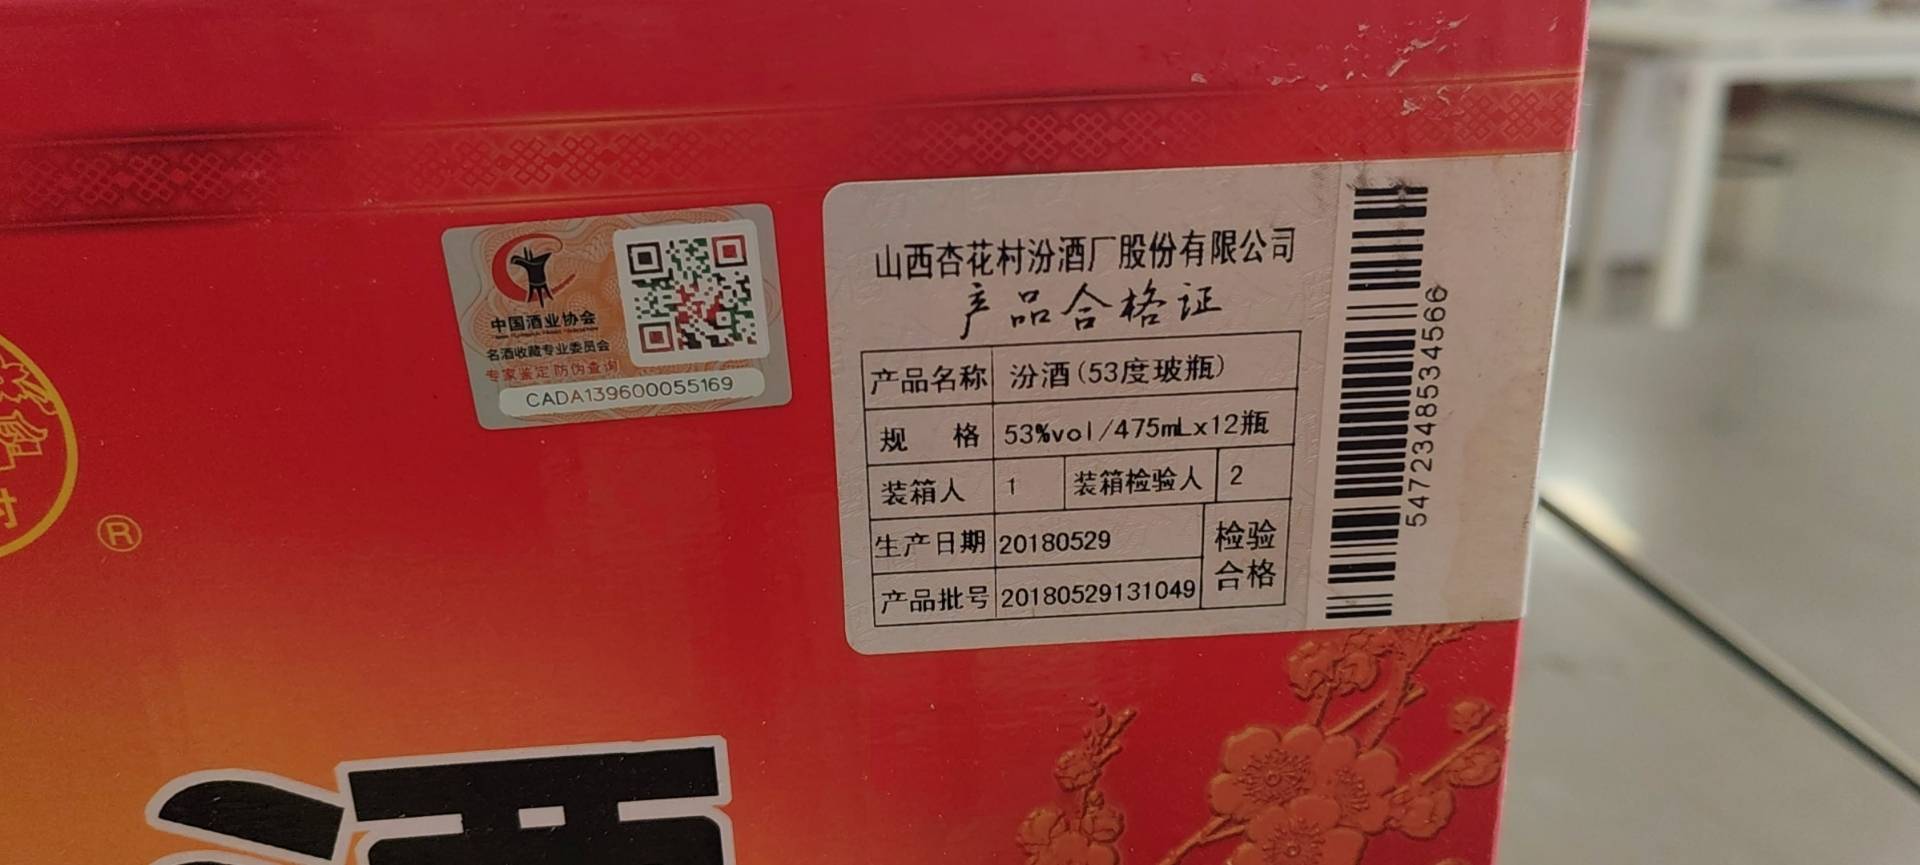 中国酒业协会
名酒收藏专业委员会
专家鉴定 防伪查询
CADA139600055169
山西杏花村汾酒厂股份有限公司
产品合格证
产品名称 汾酒(53度玻瓶)
规 格 53%vol/475mLx12瓶
装箱人 1 装箱检验人 2
生产日期 20180529 检验
产品批号 20180529131049 合格
5472348534566
村
®
酒